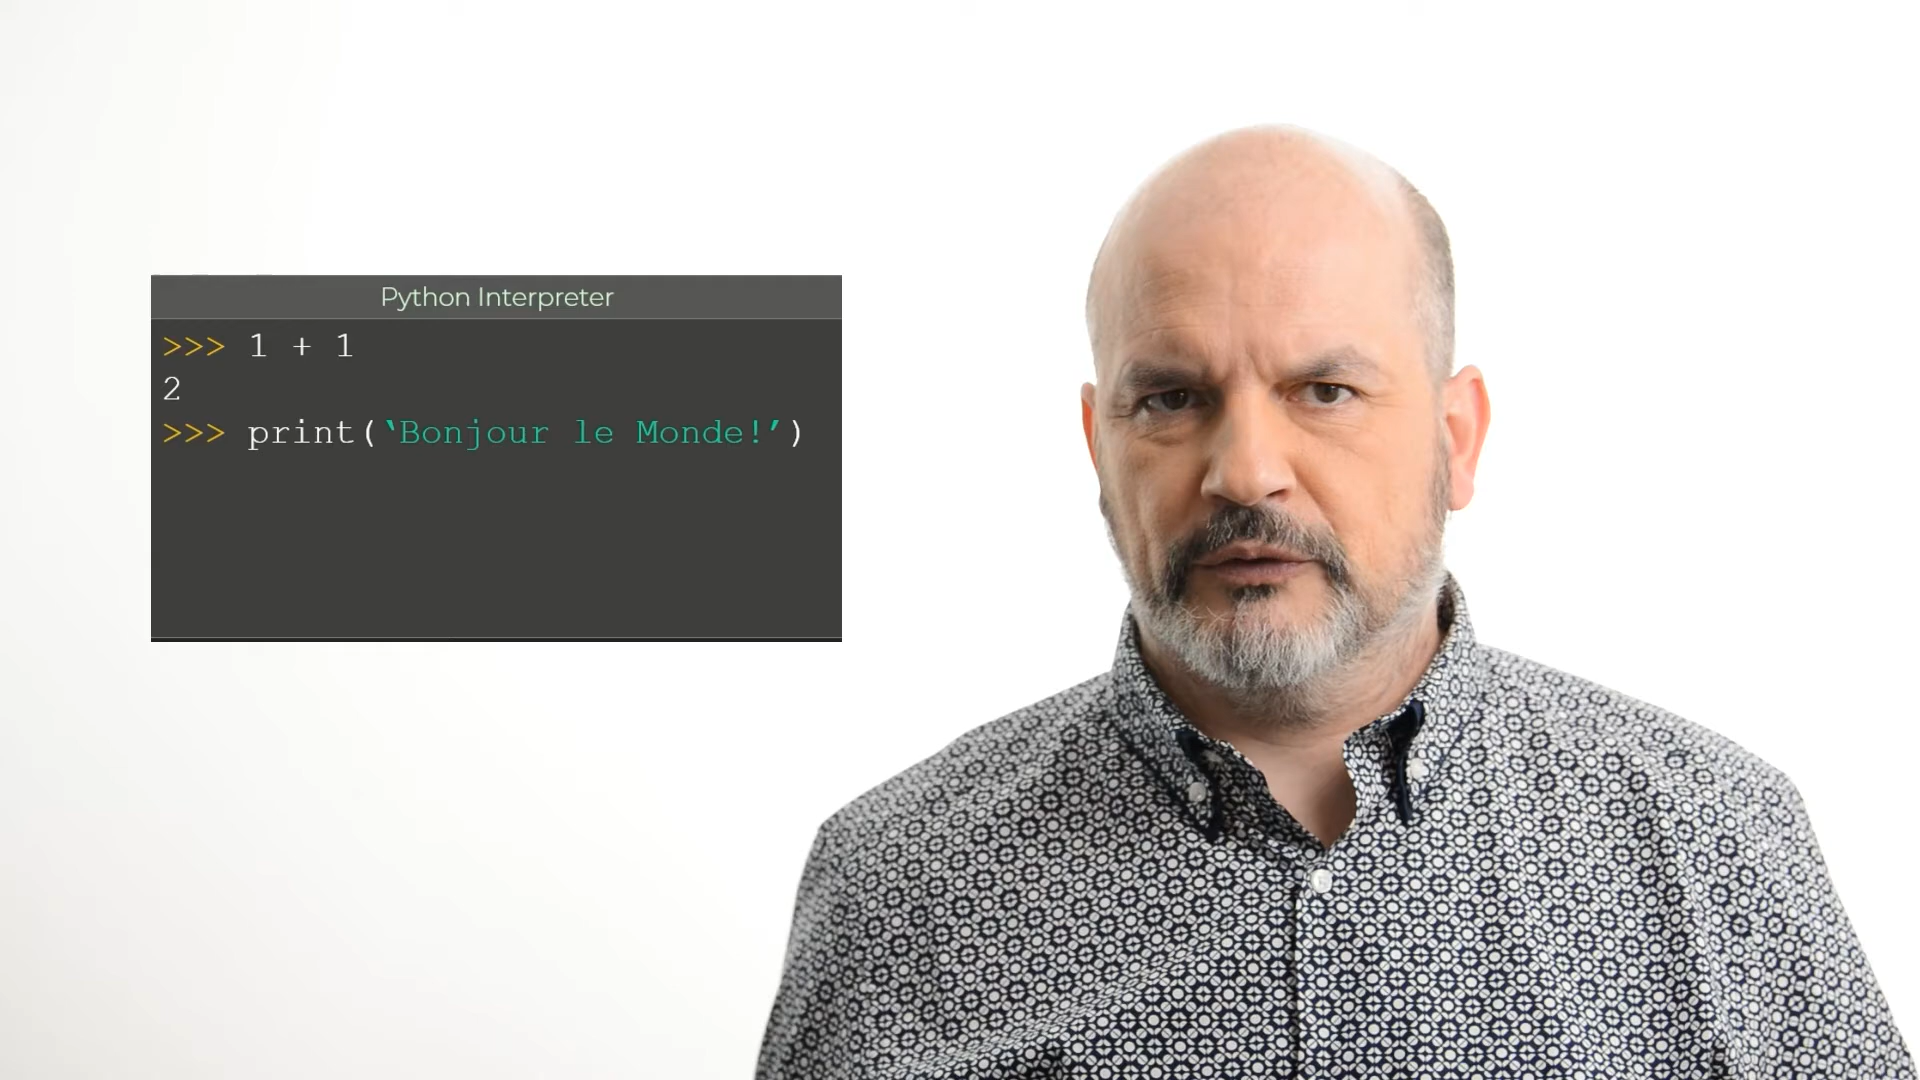 Python Interpreter
>>> 1 + 1
2
>>> print(‘Bonjour le Monde!’)